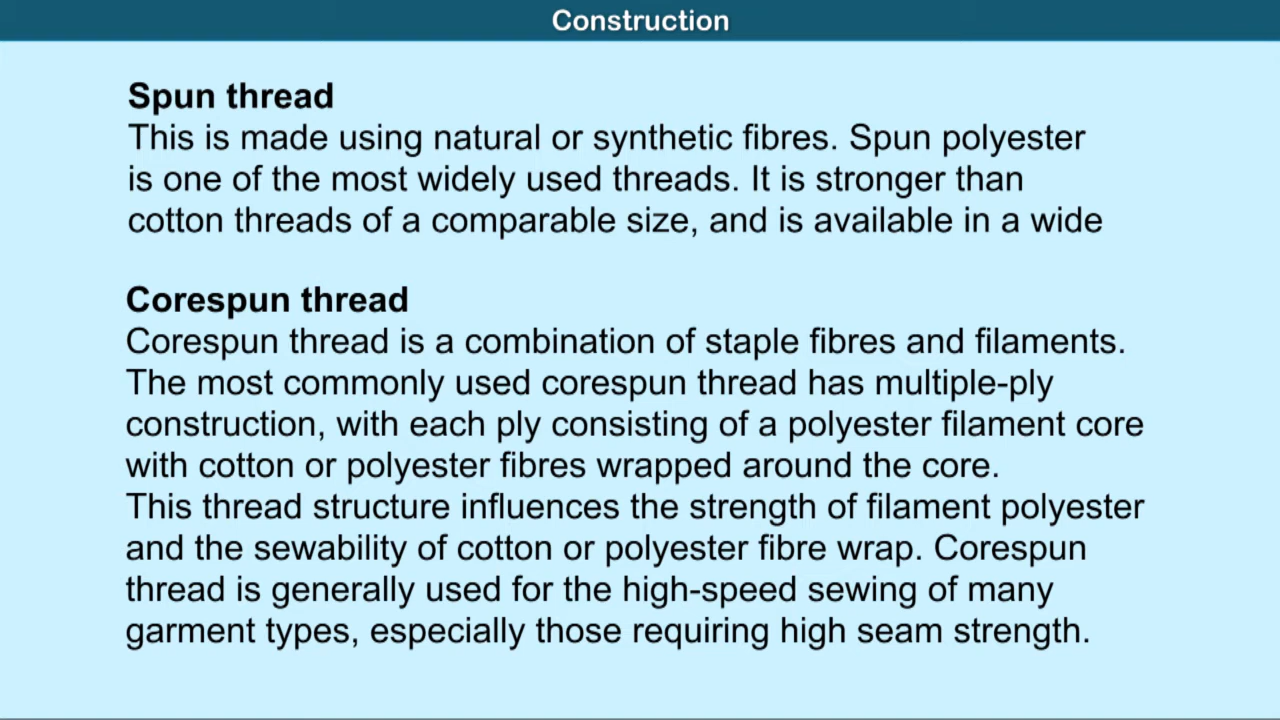 Construction
Spun thread
This is made using natural or synthetic fibres. Spun polyester
is one of the most widely used threads. It is stronger than
cotton threads of a comparable size, and is available in a wide
Corespun thread
Corespun thread is a combination of staple fibres and filaments.
The most commonly used corespun thread has multiple-ply
construction, with each ply consisting of a polyester filament core
with cotton or polyester fibres wrapped around the core.
This thread structure influences the strength of filament polyester
and the sewability of cotton or polyester fibre wrap. Corespun
thread is generally used for the high-speed sewing of many
garment types, especially those requiring high seam strength.